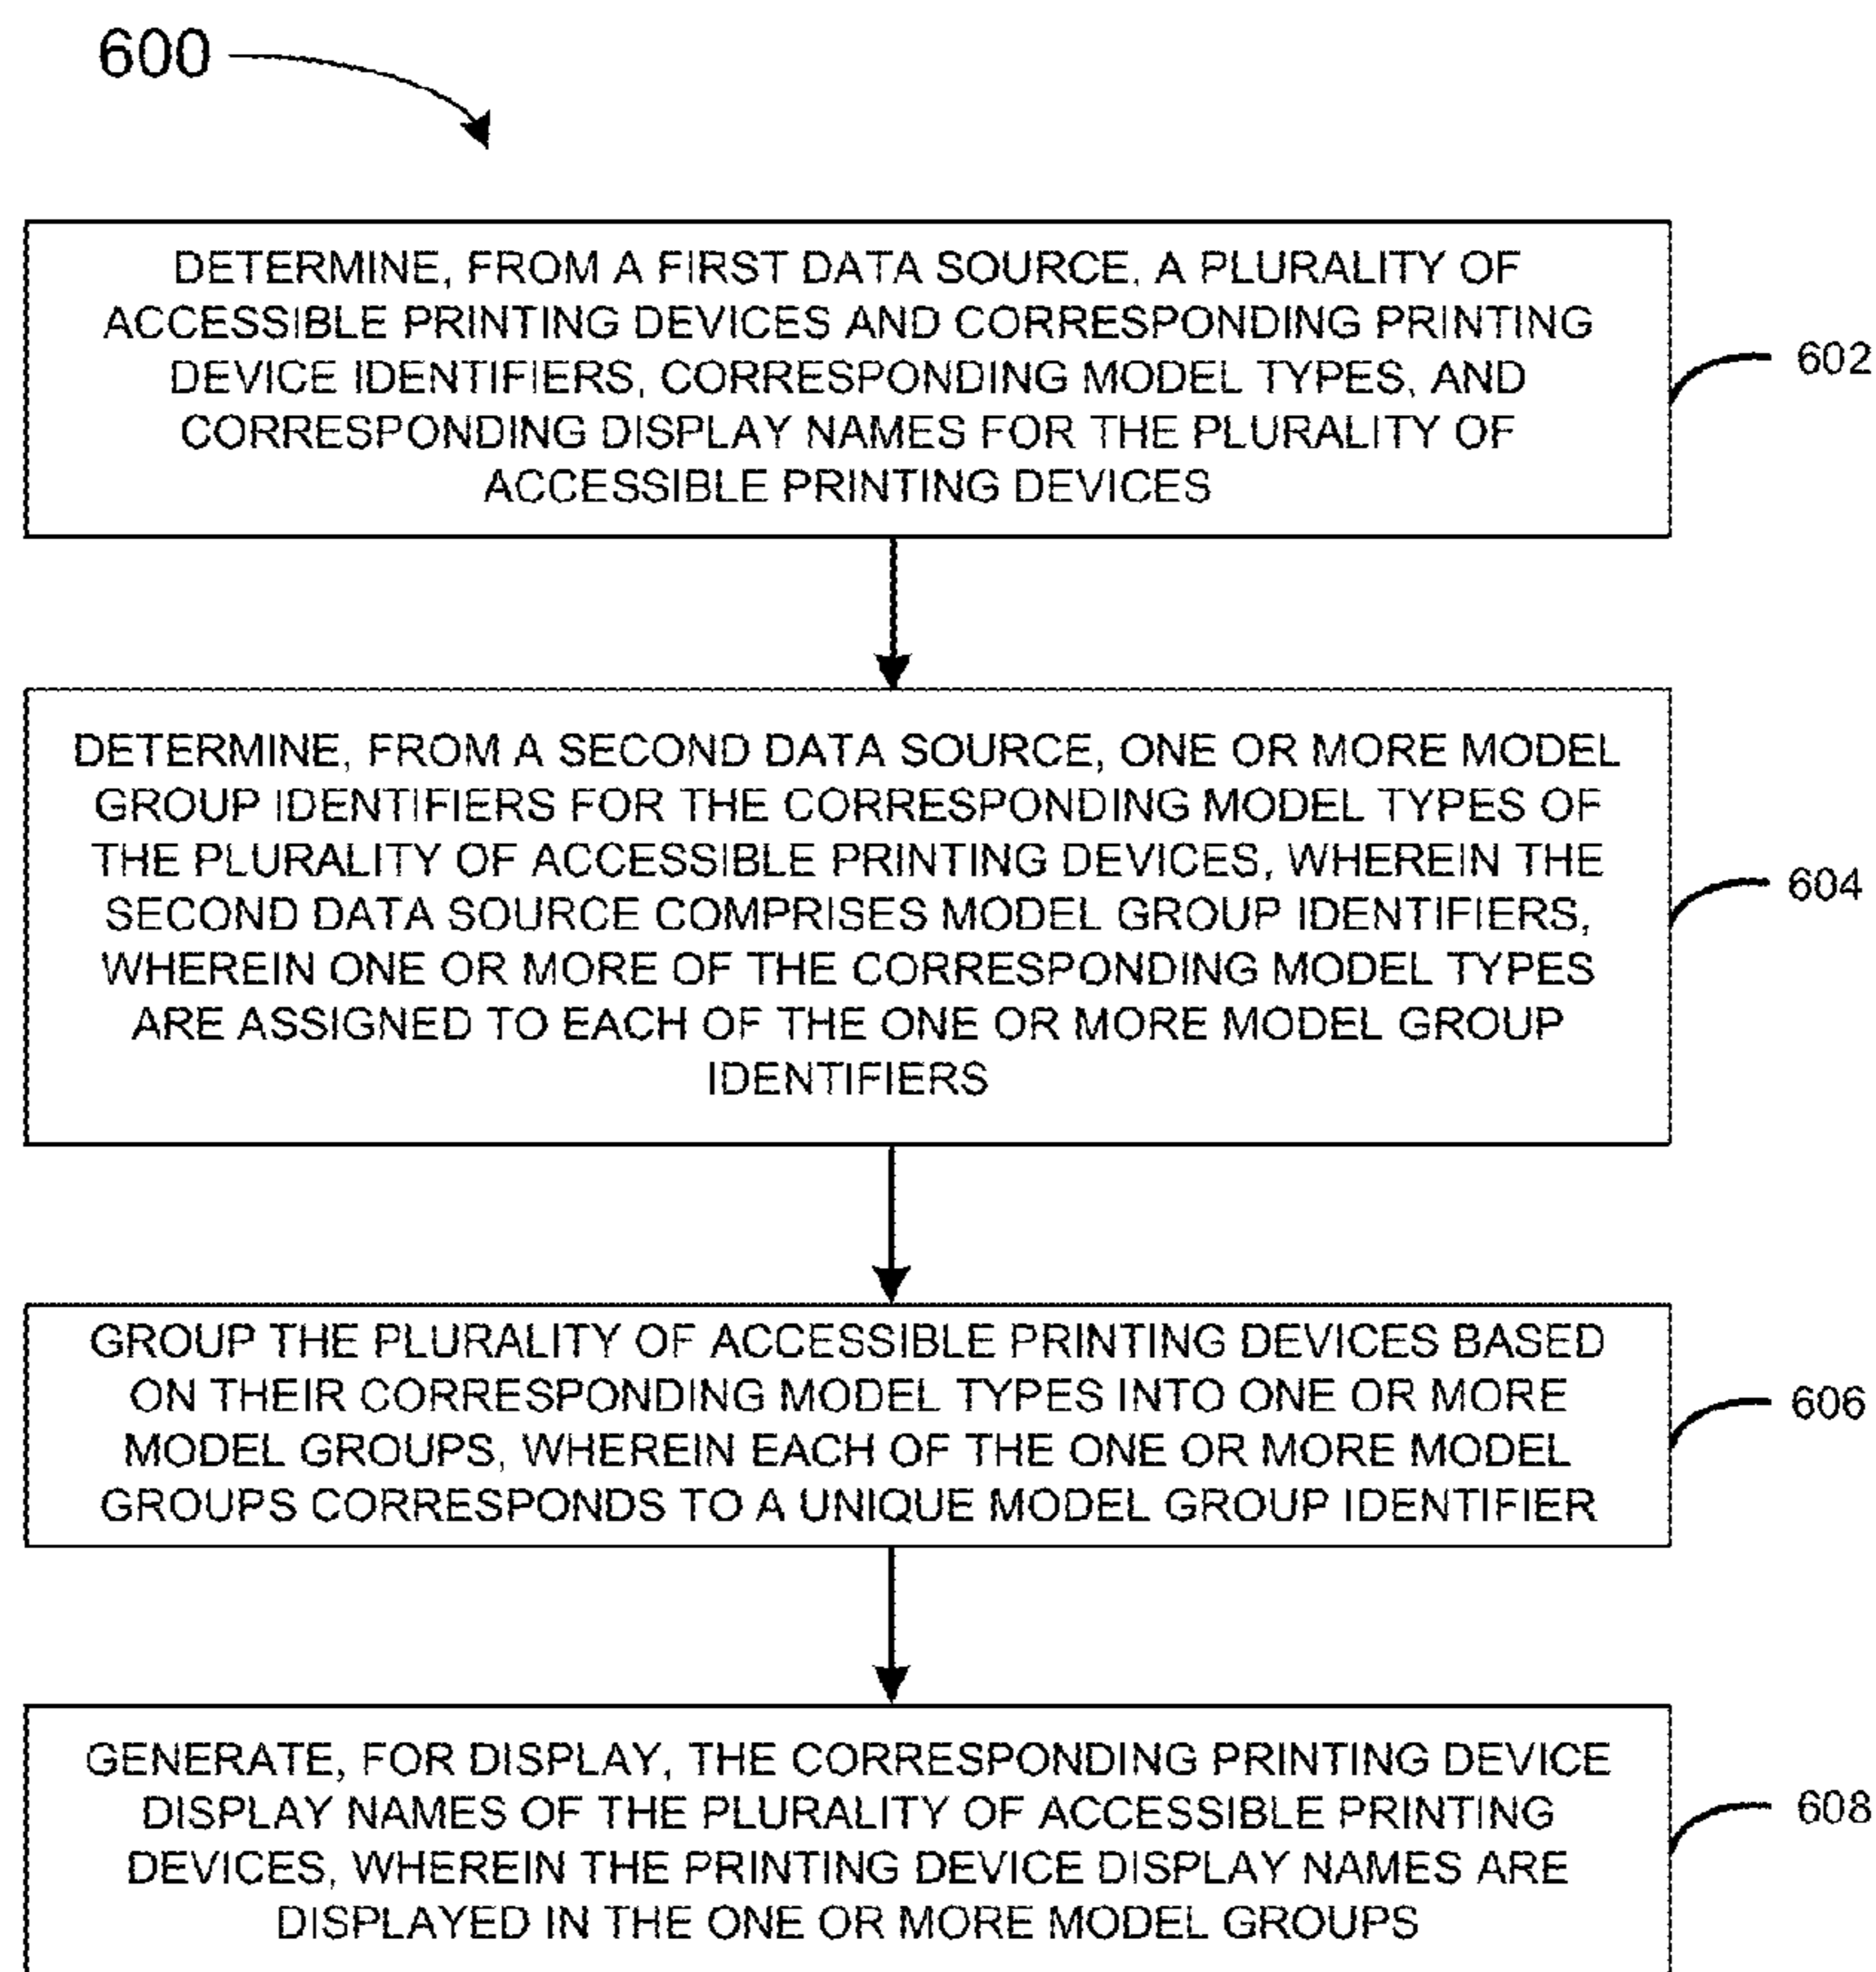 600
DETERMINE, FROM A FIRST DATA SOURCE, A PLURALITY OF
ACCESSIBLE PRINTING DEVICES AND CORRESPONDING PRINTING
DEVICE IDENTIFIERS, CORRESPONDING MODEL TYPES, AND
CORRESPONDING DISPLAY NAMES FOR THE PLURALITY OF
ACCESSIBLE PRINTING DEVICES
602
DETERMINE, FROM A SECOND DATA SOURCE, ONE OR MORE MODEL
GROUP IDENTIFIERS FOR THE CORRESPONDING MODEL TYPES OF
THE PLURALITY OF ACCESSIBLE PRINTING DEVICES, WHEREIN THE
SECOND DATA SOURCE COMPRISES MODEL GROUP IDENTIFIERS,
WHEREIN ONE OR MORE OF THE CORRESPONDING MODEL TYPES
ARE ASSIGNED TO EACH OF THE ONE OR MORE MODEL GROUP
IDENTIFIERS
604
GROUP THE PLURALITY OF ACCESSIBLE PRINTING DEVICES BASED
ON THEIR CORRESPONDING MODEL TYPES INTO ONE OR MORE
MODEL GROUPS, WHEREIN EACH OF THE ONE OR MORE MODEL
GROUPS CORRESPONDS TO A UNIQUE MODEL GROUP IDENTIFIER
606
GENERATE, FOR DISPLAY, THE CORRESPONDING PRINTING DEVICE
DISPLAY NAMES OF THE PLURALITY OF ACCESSIBLE PRINTING
DEVICES, WHEREIN THE PRINTING DEVICE DISPLAY NAMES ARE
DISPLAYED IN THE ONE OR MORE MODEL GROUPS
608